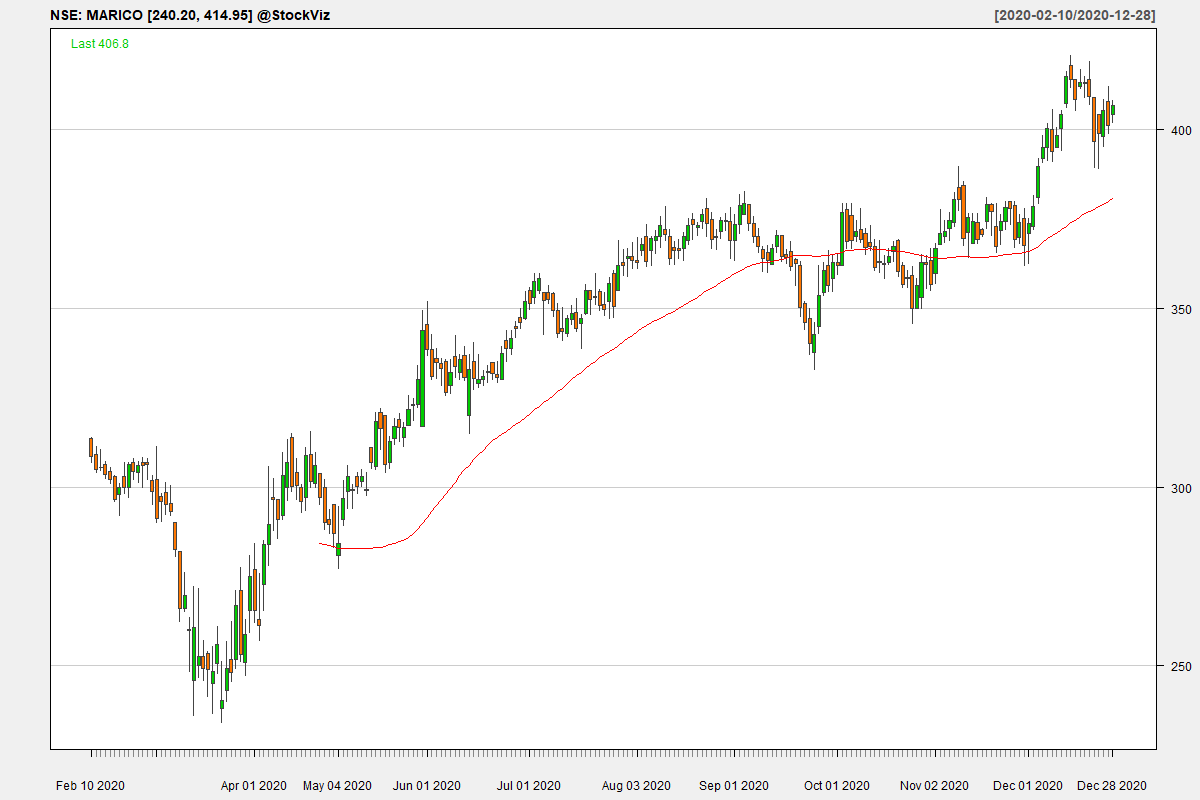 NSE: MARICO [240.20, 414.95] @StockViz [2020-02-10/2020-12-28]
Last 406.8
400
350
300
250
Feb 10 2020 Apr 01 2020 May 04 2020 Jun 01 2020 Jul 01 2020 Aug 03 2020 Sep 01 2020 Oct 01 2020 Nov 02 2020 Dec 01 2020 Dec 28 2020